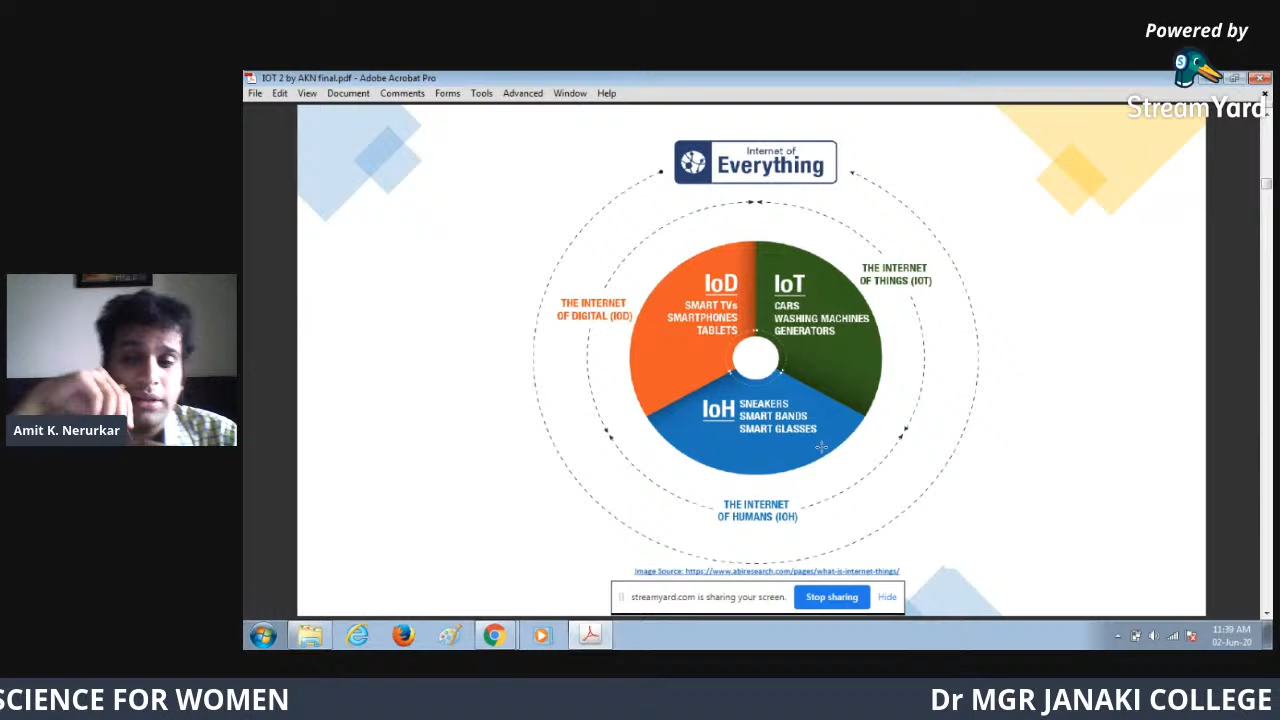 Powered by
StreamYard
IOT 2 by AKN final.pdf - Adobe Acrobat Pro
File Edit View Document Comments Forms Tools Advanced Window Help
Internet of
Everything
THE INTERNET
OF THINGS (IOT)
THE INTERNET
OF DIGITAL (IOD)
IoD
SMART TVs
SMARTPHONES
TABLETS
IoT
CARS
WASHING MACHINES
GENERATORS
IoH
SNEAKERS
SMART BANDS
SMART GLASSES
THE INTERNET
OF HUMANS (IOH)
Image Source: https://www.abiresearch.com/pages/what-is-internet-things/
streamyard.com is sharing your screen. Stop sharing Hide
Amit K. Nerurkar
11:39 AM
02-Jun-20
SCIENCE FOR WOMEN Dr MGR JANAKI COLLEGE